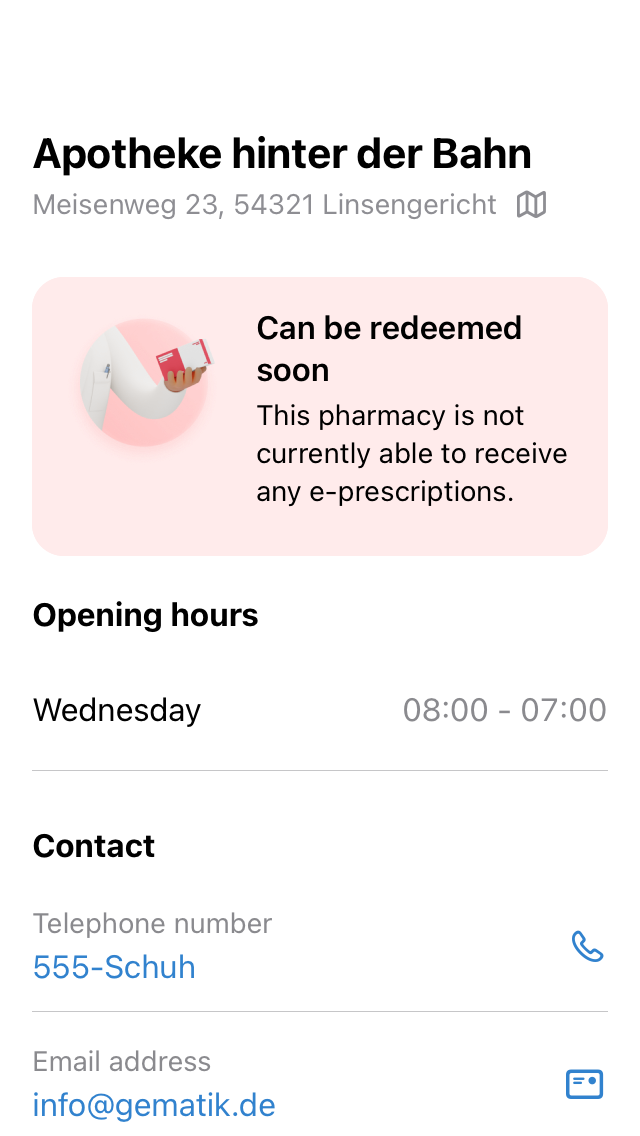 Apotheke hinter der Bahn
Meisenweg 23, 54321 Linsengericht
Can be redeemed
soon
This pharmacy is not
currently able to receive
any e-prescriptions.
Opening hours
Wednesday 08:00 - 07:00
Contact
Telephone number
555-Schuh
Email address
info@gematik.de